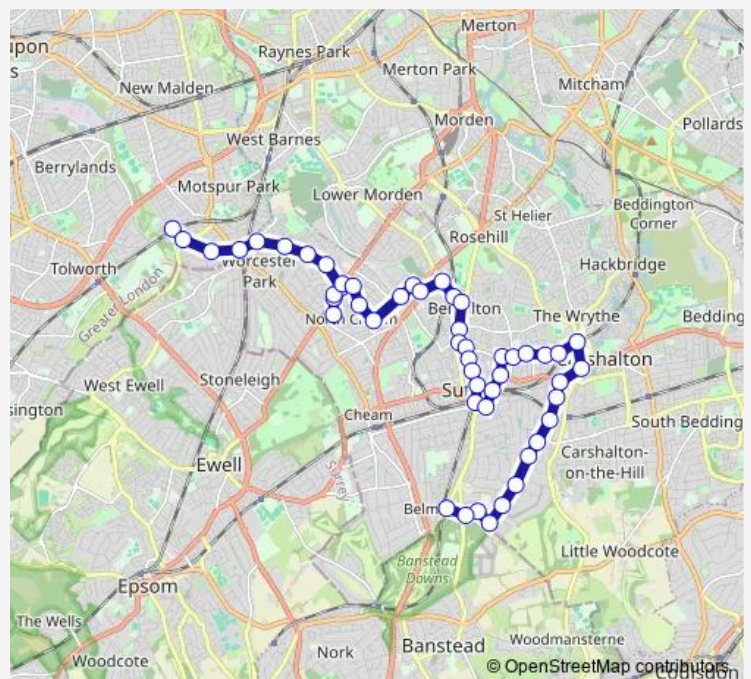 Merton
upon
Raynes Park
s
Merton Park
New Malden
Mitcham
Morden
Pollards
West Barnes
Berrylands
Motspur Park
Lower Morden
St Helier
Beddington
Corner
Rosehill
Tolworth
Worcester
Park
Hackbridge
Greater London
North
The Wrythe
Bedding
West Ewell
Stoneleigh
sington
Cheam
South Bedding
Surrey
Ewell
Carshalton-
on-the-Hill
Belm
Little Woodcote
Banstead
Downs
Epsom
The Wells
Woodcote
Nork
Banstead
Woodmansterne
© OpenStreetMap contributors